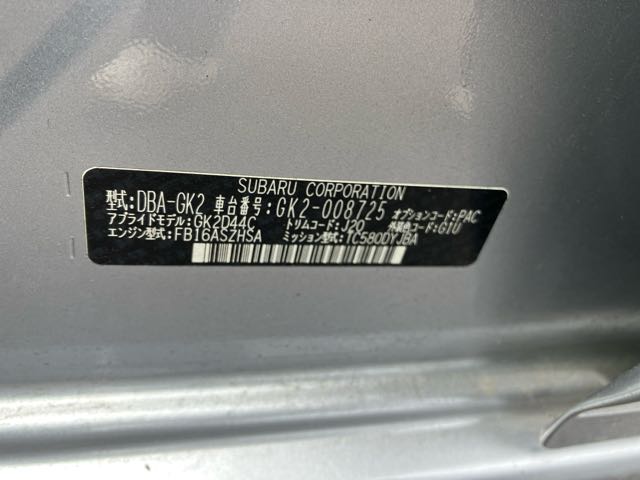 SUBARU CORPORATION
型式:DBA-GK2 車台番号:GK2-008725 オプションコード:PAC
アプライドモデル:GK2D44C トリムコード:J20 外装色コード:G1U
エンジン型式:FB16ASZHSA ミッション型式:TC580DYJBA